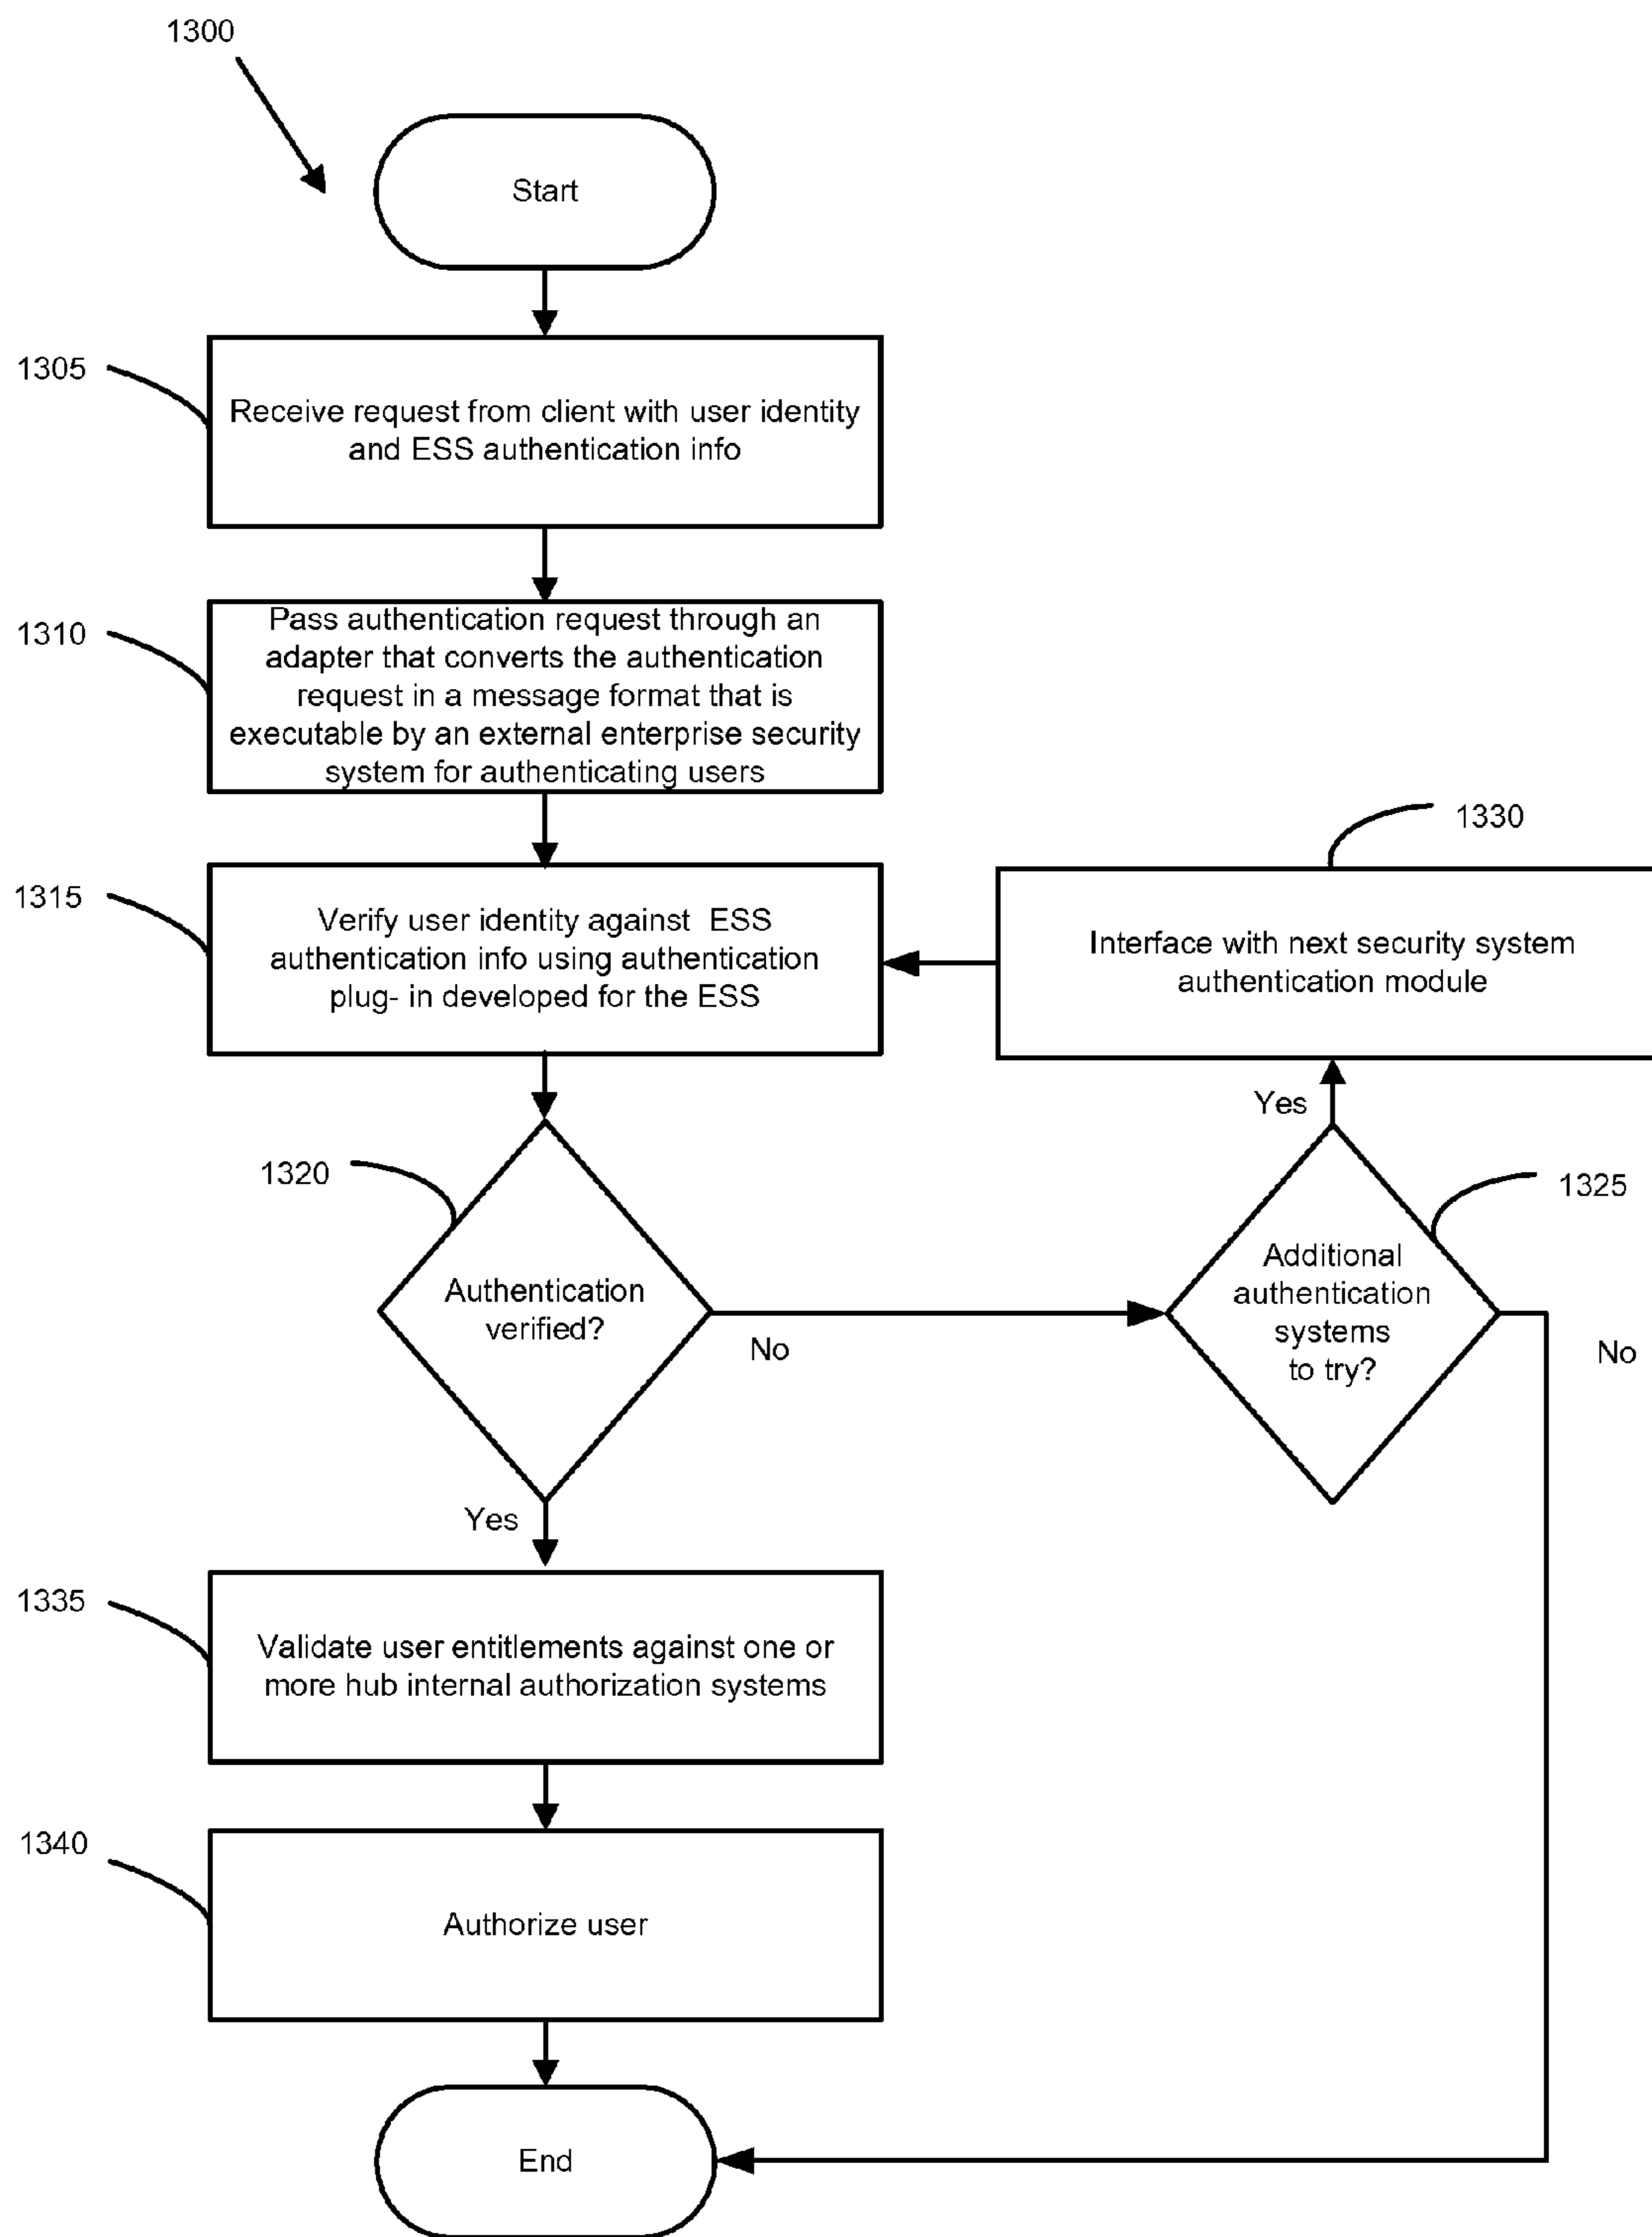 1300
Start
1305
Receive request from client with user identity
and ESS authentication info
1310
Pass authentication request through an
adapter that converts the authentication
request in a message format that is
executable by an external enterprise security
system for authenticating users
1330
1315
Verify user identity against  ESS
authentication info using authentication
plug- in developed for the ESS
Interface with next security system
authentication module
Yes
1320
1325
Authentication
verified?
No
Additional
authentication
systems
to try?
No
Yes
1335
Validate user entitlements against one or
more hub internal authorization systems
1340
Authorize user
End